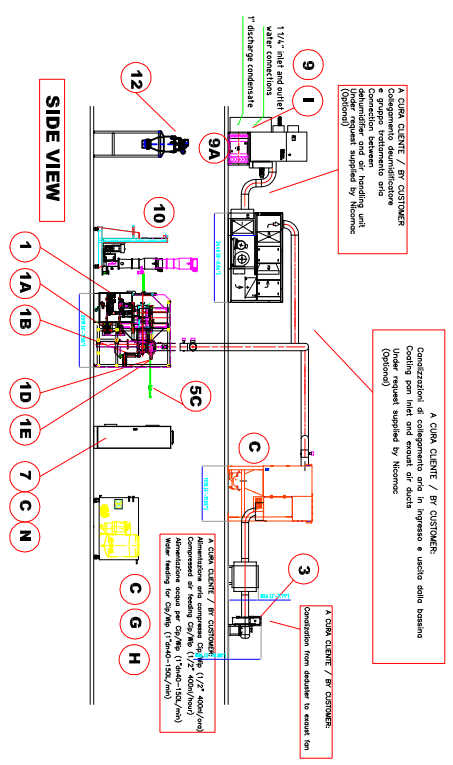 1 1/4" inlet and outlet
water connections
1" discharge condensate
9
I
9A
A CURA CLIENTE / BY CUSTOMER
Collegamento deumidificatore
e gruppo trattamento aria
Connection between
dehumidifier and air handling unit
Under request supplied by Nicomac
(Optional)
A CURA CLIENTE / BY CUSTOMER:
Canalizzazioni di collegamento aria in ingresso e uscita dalla bassina
Coating pan inlet and exaust air ducts
Under request supplied by Nicomac
(Optional)
C
3
A CURA CLIENTE / BY CUSTOMER:
Canalization from deduster to exaust fan
12
10
SIDE VIEW
1
1A
1B
1D
1E
5C
7
C
N
C
G
H
A CURA CLIENTE / BY CUSTOMER:
Alimentazione aria compressa Cip/Wip (1/2" 400nl/ora)
Compressed air feeding Cip/Wip (1/2" 400nl/hour)
Alimentazione acqua per Cip/Wip (1"dn40-150L/min)
Water feeding for Cip/Wip (1"dn40-150L/min)